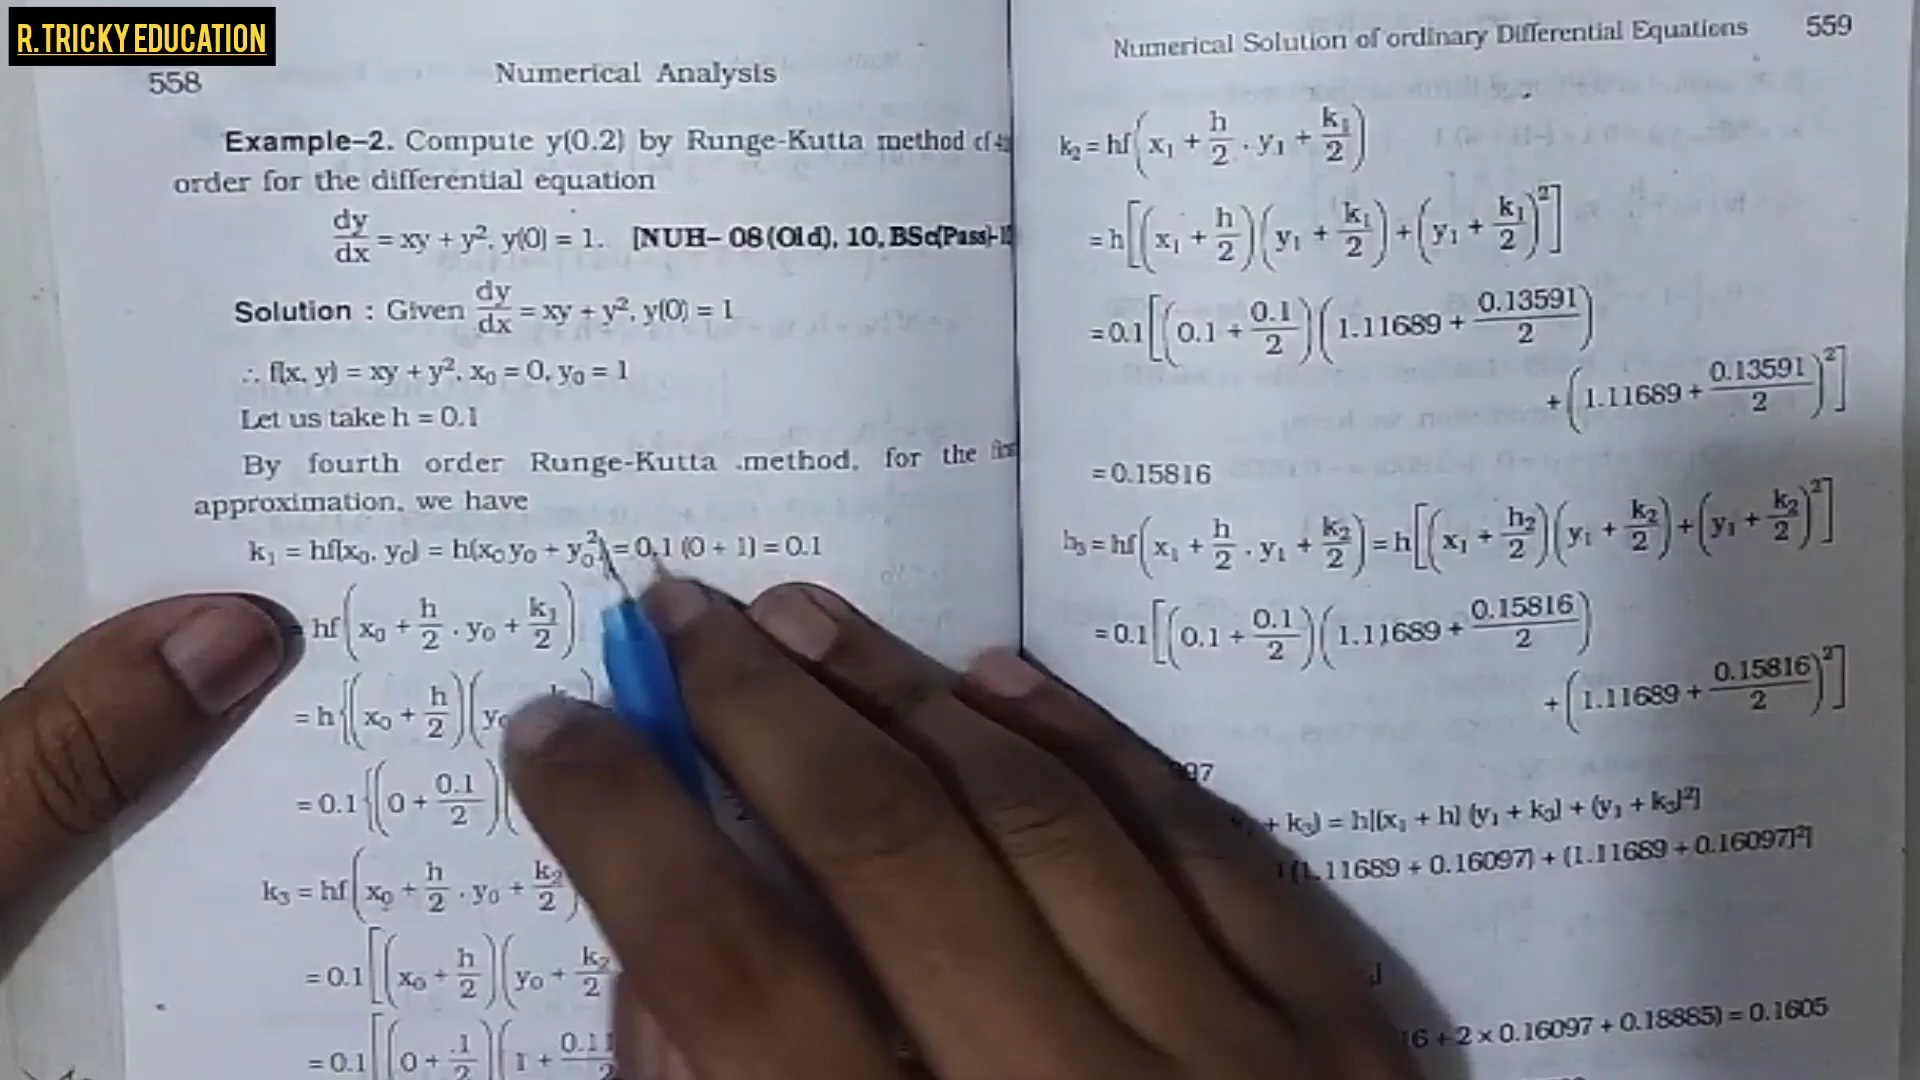 R. TRICKY EDUCATION
558
Numerical Analysis
Example–2. Compute y(0.2) by Runge-Kutta method of
order for the differential equation
dy/dx = xy + y², y(0) = 1. [NUH– 08 (Old), 10, BSc(Pass)-
Solution : Given dy/dx = xy + y², y(0) = 1
∴ f(x, y) = xy + y², x₀ = 0, y₀ = 1
Let us take h = 0.1
By fourth order Runge-Kutta .method, for the
approximation, we have
k₁ = hf(x₀, y₀) = h(x₀y₀ + y₀²) = 0.1 (0 + 1) = 0.1
= hf(x₀ + h/2 . y₀ + k₁/2)
= h{(x₀ + h/2)(y₀
= 0.1{(0 + 0.1/2)(
k₃ = hf(x₀ + h/2 . y₀ + k₂/2)
= 0.1[(x₀ + h/2)(y₀ + k₂/2
= 0.1[(0 + .1/2)(1 + 0.11/2
Numerical Solution of ordinary Differential Equations 559
k₂ = hf(x₁ + h/2 . y₁ + k₁/2)
= h[(x₁ + h/2)(y₁ + k₁/2) + (y₁ + k₁/2)²]
= 0.1[(0.1 + 0.1/2)(1.11689 + 0.13591/2)
+ (1.11689 + 0.13591/2)²]
= 0.15816
₃ = hf(x₁ + h/2 . y₁ + k₂/2) = h[(x₁ + h₂/2)(y₁ + k₂/2) + (y₁ + k₂/2)²]
= 0.1[(0.1 + 0.1/2)(1.11689 + 0.15816/2)
+ (1.11689 + 0.15816/2)²]
97
+ k₃) = h[(x₁ + h) (y₁ + k₃) + (y₁ + k₃)²]
(1.11689 + 0.16097) + (1.11689 + 0.16097)²]
16 + 2 × 0.16097 + 0.18885) = 0.1605